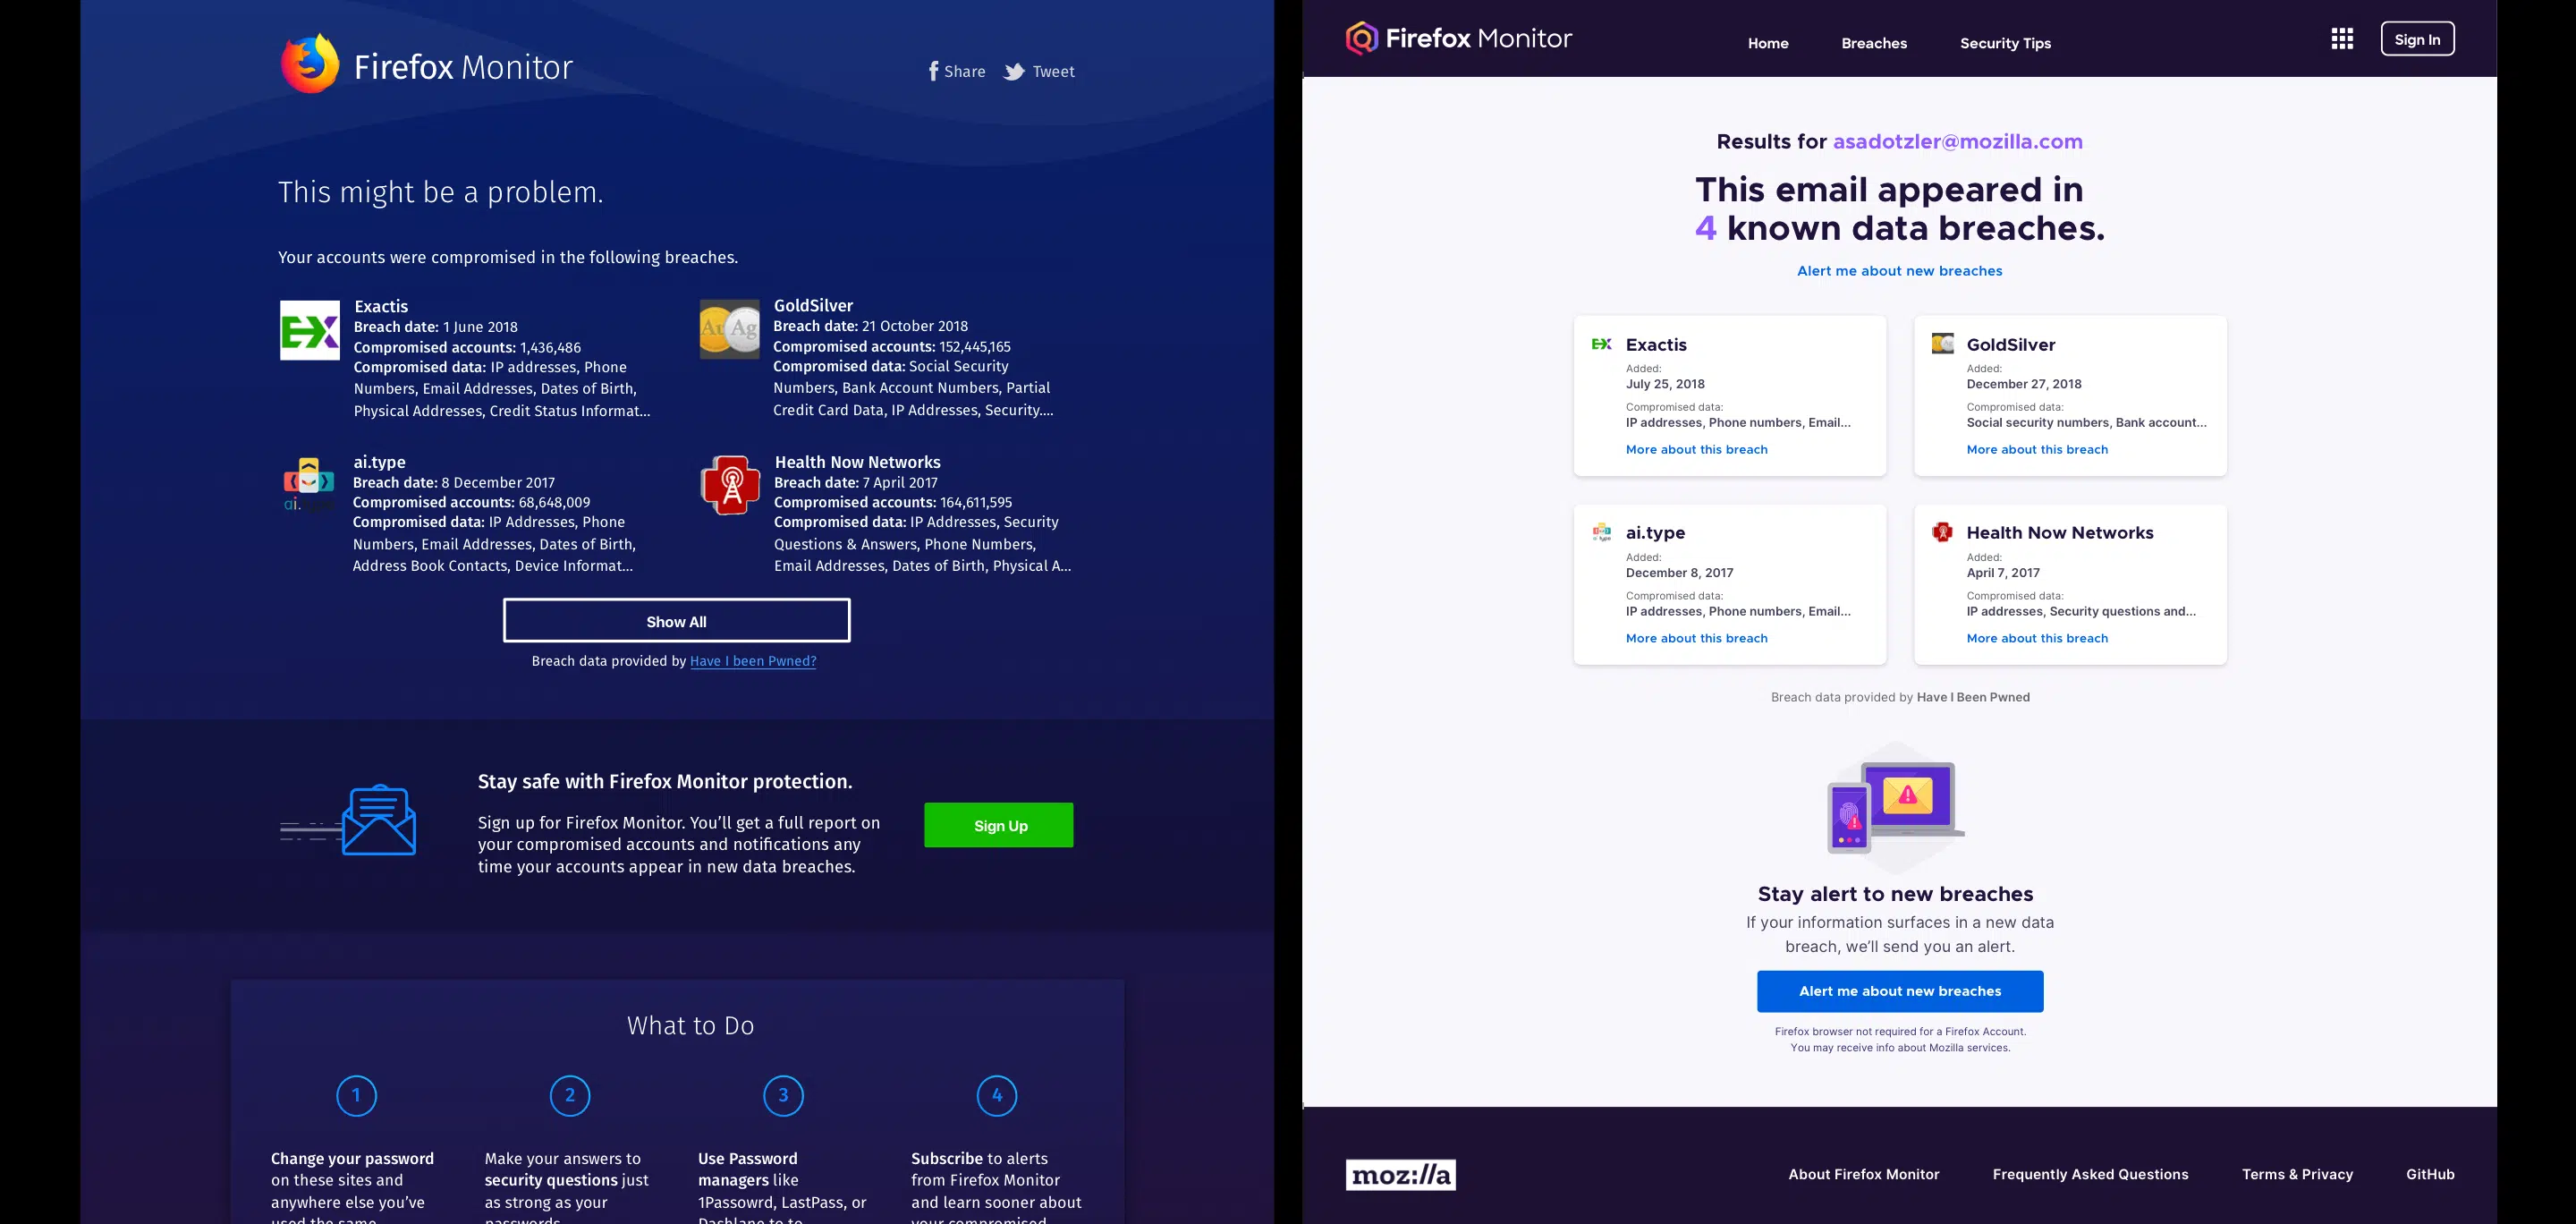 Firefox Monitor
Share Tweet
This might be a problem.
Your accounts were compromised in the following breaches.
EX
Exactis
Breach date: 1 June 2018
Compromised accounts: 1,436,486
Compromised data: IP addresses, Phone
Numbers, Email Addresses, Dates of Birth,
Physical Addresses, Credit Status Informat...
Au Ag
GoldSilver
Breach date: 21 October 2018
Compromised accounts: 152,445,165
Compromised data: Social Security
Numbers, Bank Account Numbers, Partial
Credit Card Data, IP Addresses, Security....
ai.
ai.type
Breach date: 8 December 2017
Compromised accounts: 68,648,009
Compromised data: IP Addresses, Phone
Numbers, Email Addresses, Dates of Birth,
Address Book Contacts, Device Informat...
Health Now Networks
Breach date: 7 April 2017
Compromised accounts: 164,611,595
Compromised data: IP Addresses, Security
Questions & Answers, Phone Numbers,
Email Addresses, Dates of Birth, Physical A...
Show All
Breach data provided by Have I been Pwned?
Stay safe with Firefox Monitor protection.
Sign up for Firefox Monitor. You’ll get a full report on
your compromised accounts and notifications any
time your accounts appear in new data breaches.
Sign Up
What to Do
1
Change your password
on these sites and
anywhere else you’ve
used the same
2
Make your answers to
security questions just
as strong as your
passwords
3
Use Password
managers like
1Passowrd, LastPass, or
Dashlane to to
4
Subscribe to alerts
from Firefox Monitor
and learn sooner about
your compromised
Firefox Monitor
Home Breaches Security Tips
Sign In
Results for asadotzler@mozilla.com
This email appeared in
4 known data breaches.
Alert me about new breaches
EX
Exactis
Added:
July 25, 2018
Compromised data:
IP addresses, Phone numbers, Email...
More about this breach
GoldSilver
Added:
December 27, 2018
Compromised data:
Social security numbers, Bank account...
More about this breach
ai.type
Added:
December 8, 2017
Compromised data:
IP addresses, Phone numbers, Email...
More about this breach
Health Now Networks
Added:
April 7, 2017
Compromised data:
IP addresses, Security questions and...
More about this breach
Breach data provided by Have I Been Pwned
Stay alert to new breaches
If your information surfaces in a new data
breach, we’ll send you an alert.
Alert me about new breaches
Firefox browser not required for a Firefox Account.
You may receive info about Mozilla services.
moz://a
About Firefox Monitor Frequently Asked Questions Terms & Privacy GitHub